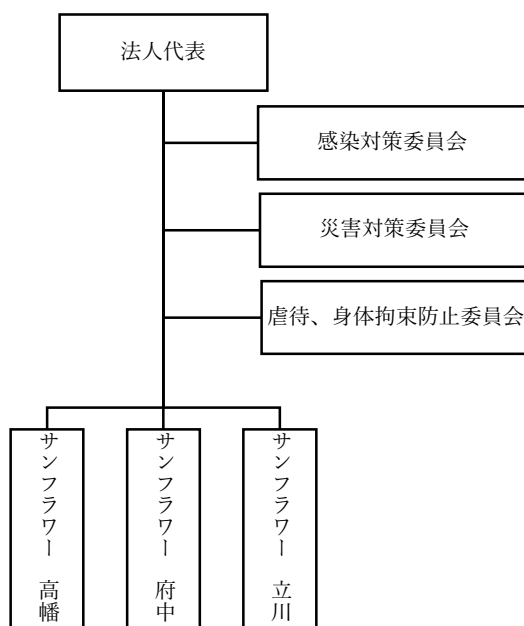 法人代表
感染対策委員会
災害対策委員会
虐待、身体拘束防止委員会
サンフラワー 高幡
サンフラワー 府中
サンフラワー 立川